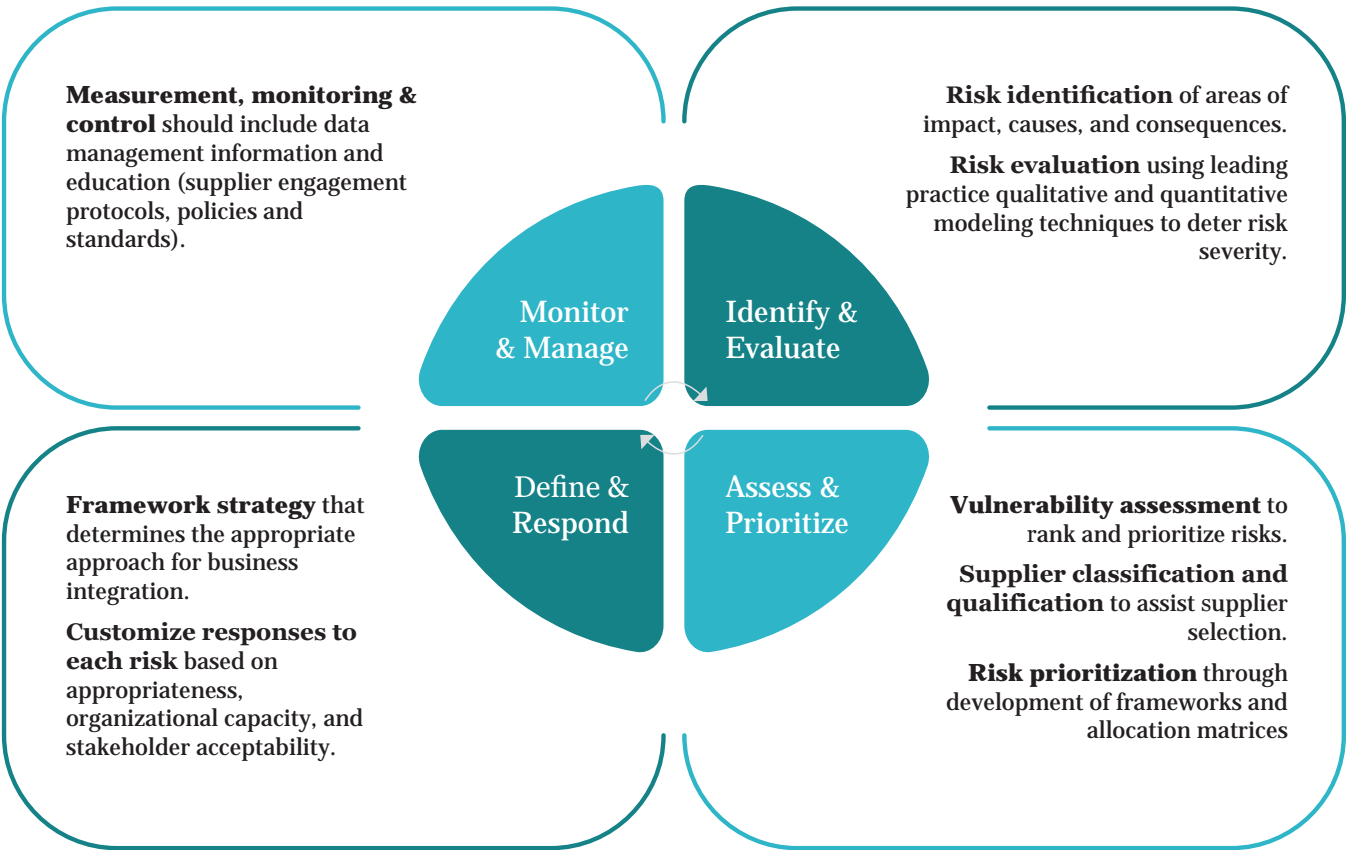 Measurement, monitoring &
control should include data
management information and
education (supplier engagement
protocols, policies and
standards).
Risk identification of areas of
impact, causes, and consequences.
Risk evaluation using leading
practice qualitative and quantitative
modeling techniques to deter risk
severity.
Monitor
& Manage
Identify &
Evaluate
Define &
Respond
Assess &
Prioritize
Framework strategy that
determines the appropriate
approach for business
integration.
Customize responses to
each risk based on
appropriateness,
organizational capacity, and
stakeholder acceptability.
Vulnerability assessment to
rank and prioritize risks.
Supplier classification and
qualification to assist supplier
selection.
Risk prioritization through
development of frameworks and
allocation matrices